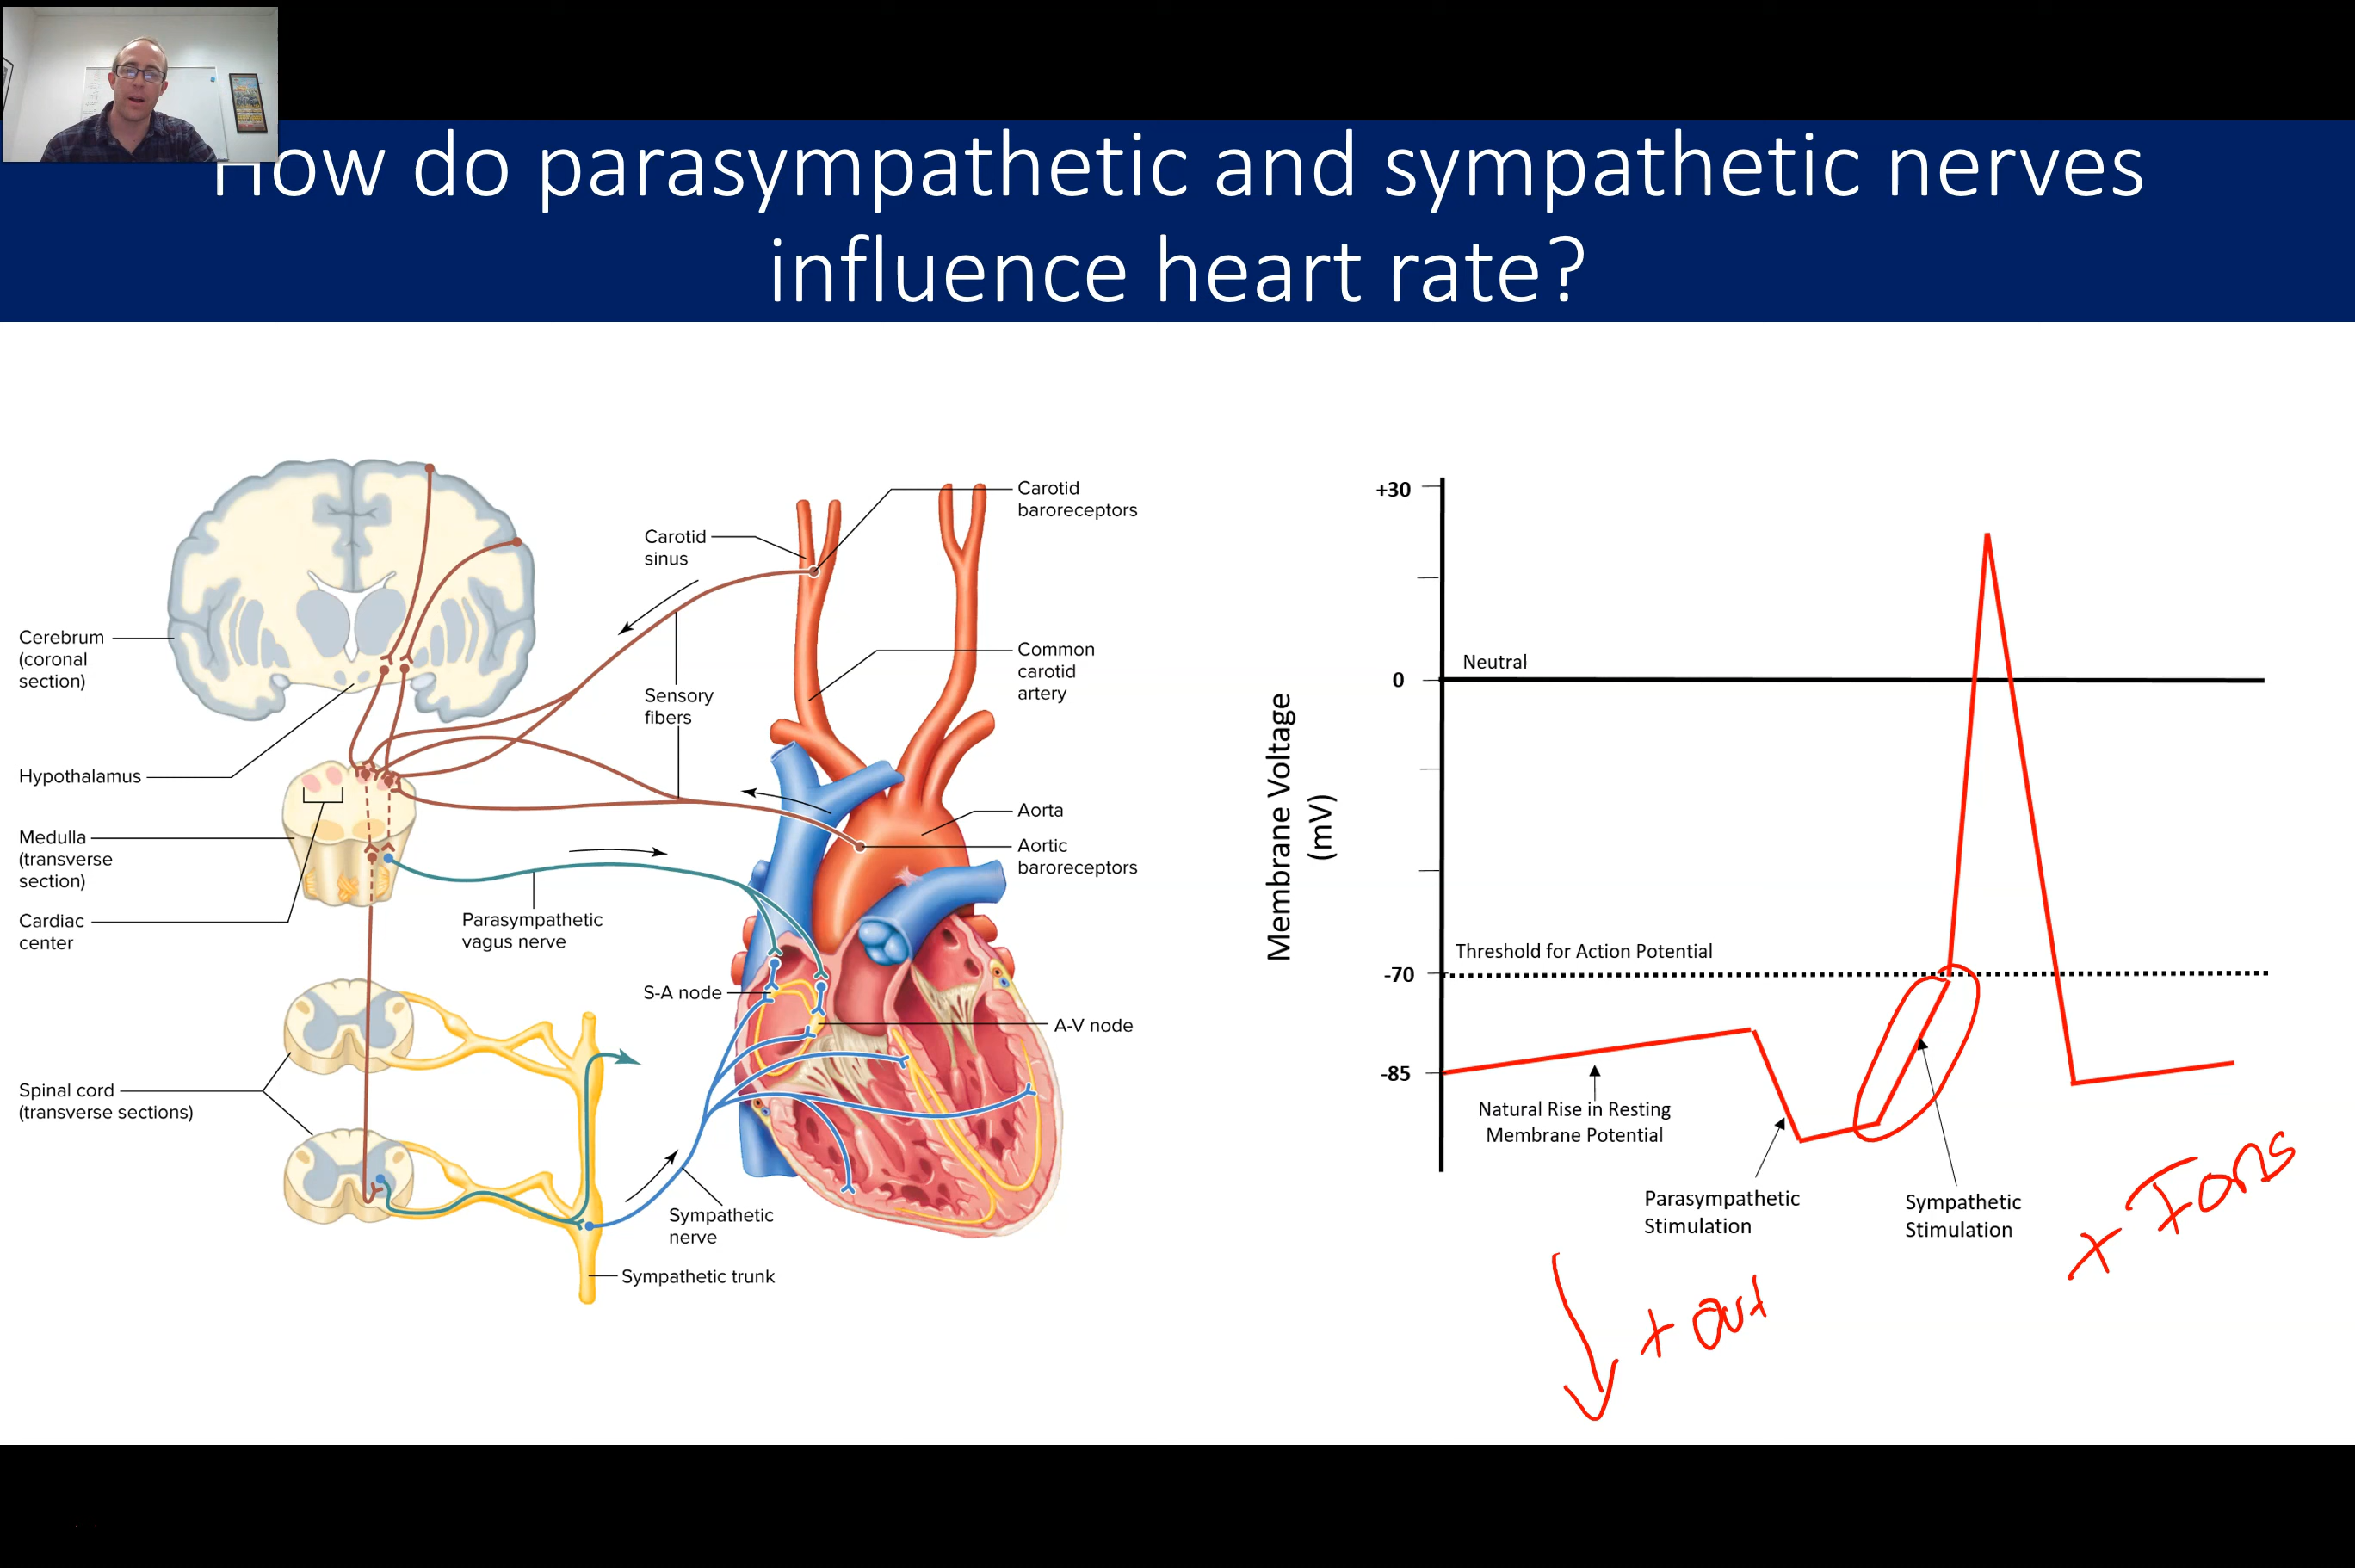 How do parasympathetic and sympathetic nerves
influence heart rate?
Carotid
baroreceptors
Carotid
sinus
Cerebrum
(coronal
section)
Common
carotid
artery
Sensory
fibers
Hypothalamus
Aorta
Medulla
(transverse
section)
Aortic
baroreceptors
Cardiac
center
Parasympathetic
vagus nerve
S-A node
A-V node
Spinal cord
(transverse sections)
Sympathetic
nerve
Sympathetic trunk
Membrane Voltage
(mV)
+30
0
Neutral
Threshold for Action Potential
-70
-85
Natural Rise in Resting
Membrane Potential
Parasympathetic
Stimulation
Sympathetic
Stimulation
+ Ions
+ out